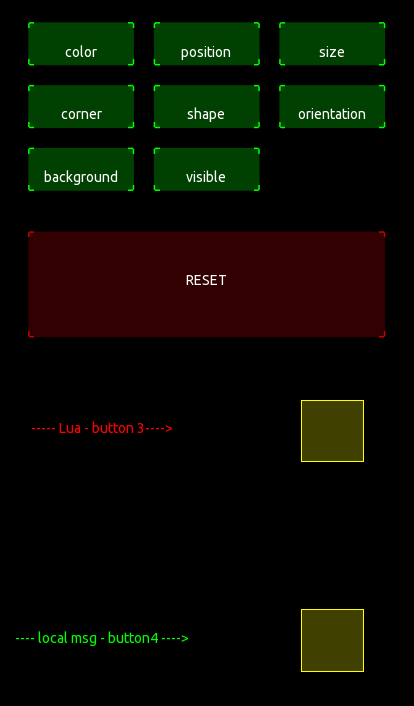 color position size
corner shape orientation
background visible
RESET
----- Lua - button 3---->
---- local msg - button4 ---->